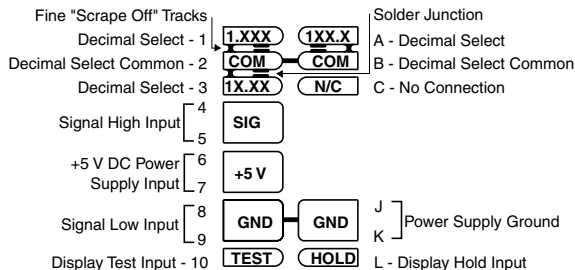 Fine "Scrape Off" Tracks Solder Junction
Decimal Select - 1 1.XXX 1XX.X A - Decimal Select
Decimal Select Common - 2 COM COM B - Decimal Select Common
Decimal Select - 3 1X.XX N/C C - No Connection
4
Signal High Input SIG
5
+5 V DC Power 6
Supply Input 7 +5 V
8 J
Signal Low Input GND GND Power Supply Ground
9 K
Display Test Input - 10 TEST HOLD L - Display Hold Input